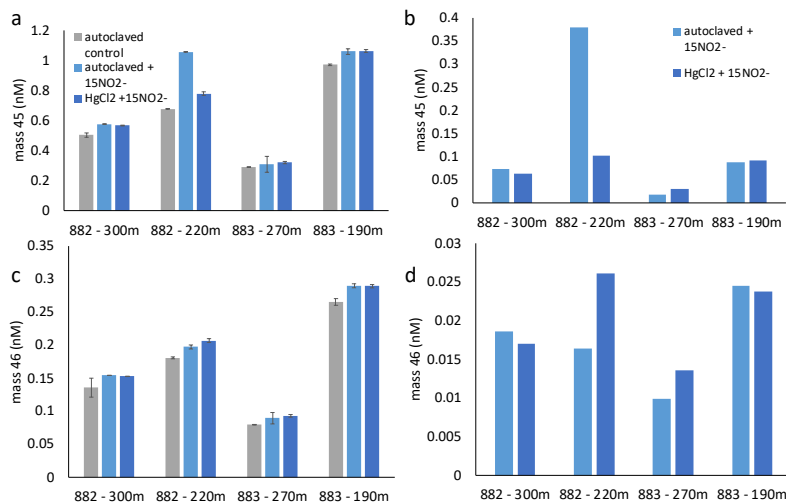 a
mass 45 (nM)
1.2
1
0.8
0.6
0.4
0.2
0
autoclaved
control
autoclaved +
15NO2-
HgCl2 +15NO2-
882 - 300m 882 - 220m 883 - 270m 883 - 190m
b
mass 45 (nM)
0.4
0.35
0.3
0.25
0.2
0.15
0.1
0.05
0
autoclaved +
15NO2-
HgCl2 + 15NO2-
882 - 300m 882 - 220m 883 - 270m 883 - 190m
c
mass 46 (nM)
0.35
0.3
0.25
0.2
0.15
0.1
0.05
0
882 - 300m 882 - 220m 883 - 270m 883 - 190m
d
mass 46 (nM)
0.03
0.025
0.02
0.015
0.01
0.005
0
882 - 300m 882 - 220m 883 - 270m 883 - 190m